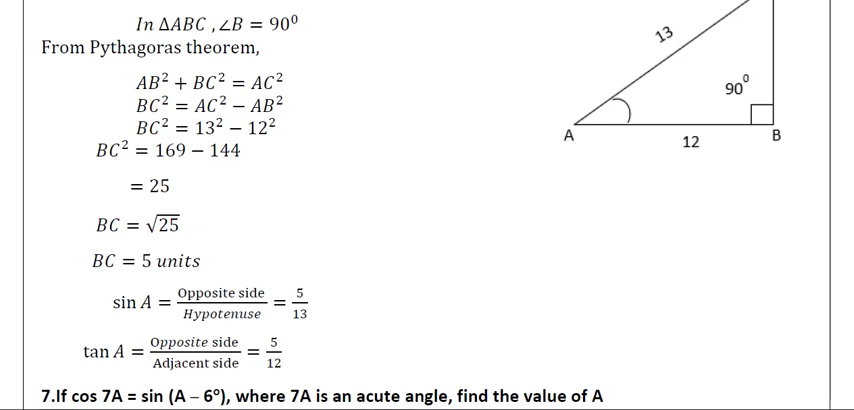 In ΔABC , ∠B = 90⁰
From Pythagoras theorem,
AB² + BC² = AC²
BC² = AC² − AB²
BC² = 13² − 12²
BC² = 169 − 144
= 25
BC = √25
BC = 5 units
sin A = Opposite side / Hypotenuse = 5 / 13
tan A = Opposite side / Adjacent side = 5 / 12
13
90⁰
A
12
B
7.If cos 7A = sin (A – 6°), where 7A is an acute angle, find the value of A